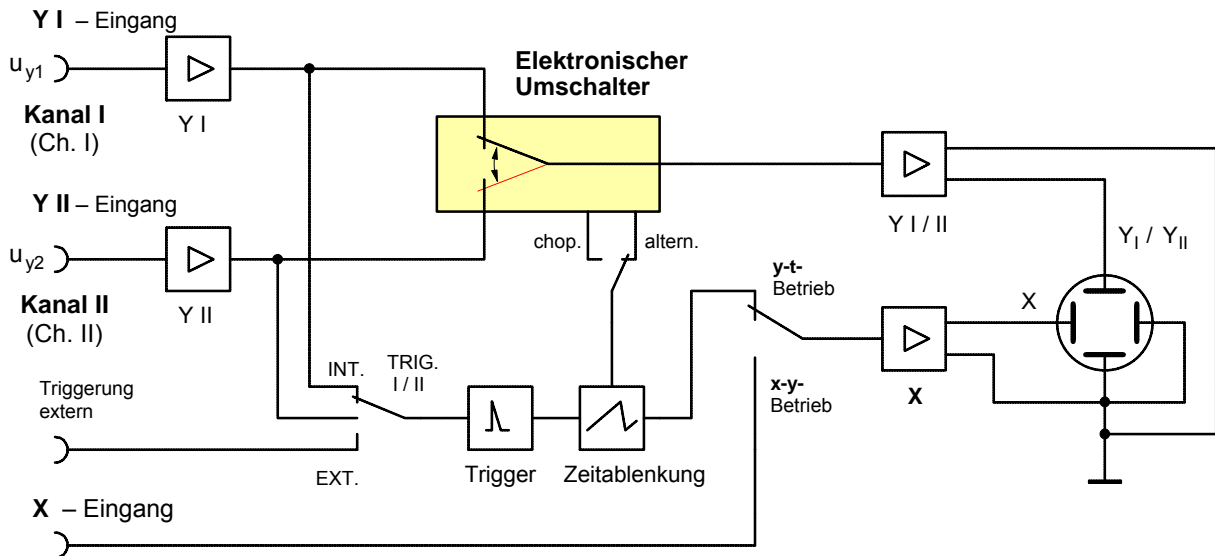 Y I – Eingang
u y1
Y I
Kanal I
(Ch. I)
Elektronischer
Umschalter
Y II – Eingang
u y2
Y II
Kanal II
(Ch. II)
chop.
altern.
Y I / II
Y I / Y II
y-t-
Betrieb
X
INT.
TRIG.
I / II
x-y-
Betrieb
X
Triggerung
extern
EXT.
Trigger
Zeitablenkung
X – Eingang